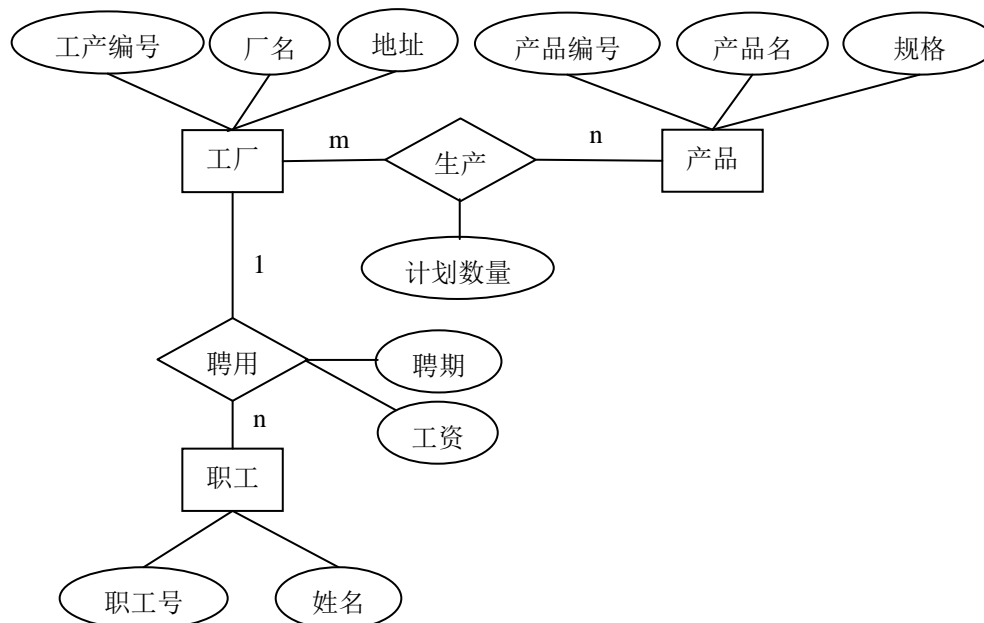 工产编号 厂名 地址 产品编号 产品名 规格
工厂 m 生产 n 产品
计划数量
1
聘用 聘期
n 工资
职工
职工号 姓名